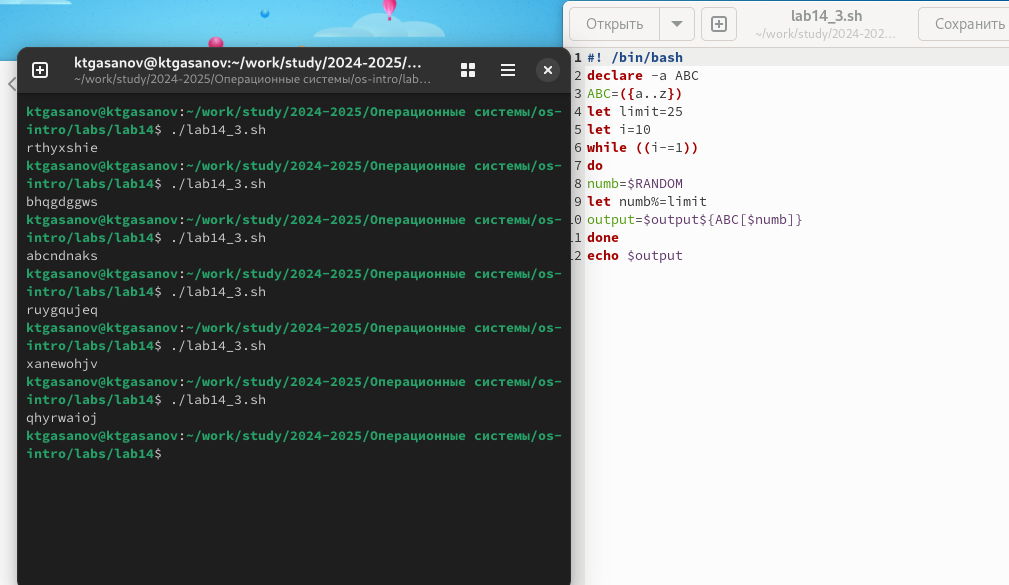 ktgasanov@ktgasanov:~/work/study/2024-2025/...
~/work/study/2024-2025/Операционные системы/os-intro/lab...
ktgasanov@ktgasanov:~/work/study/2024-2025/Операционные системы/os-
intro/labs/lab14$ ./lab14_3.sh
rthyxshie
ktgasanov@ktgasanov:~/work/study/2024-2025/Операционные системы/os-
intro/labs/lab14$ ./lab14_3.sh
bhqgdggws
ktgasanov@ktgasanov:~/work/study/2024-2025/Операционные системы/os-
intro/labs/lab14$ ./lab14_3.sh
abcndnaks
ktgasanov@ktgasanov:~/work/study/2024-2025/Операционные системы/os-
intro/labs/lab14$ ./lab14_3.sh
ruygqujeq
ktgasanov@ktgasanov:~/work/study/2024-2025/Операционные системы/os-
intro/labs/lab14$ ./lab14_3.sh
xanewohjv
ktgasanov@ktgasanov:~/work/study/2024-2025/Операционные системы/os-
intro/labs/lab14$ ./lab14_3.sh
qhyrwaioj
ktgasanov@ktgasanov:~/work/study/2024-2025/Операционные системы/os-
intro/labs/lab14$
Открыть
lab14_3.sh
~/work/study/2024-202...
Сохранить
1 #! /bin/bash
2 declare -a ABC
3 ABC=({a..z})
4 let limit=25
5 let i=10
6 while ((i-=1))
7 do
8 numb=$RANDOM
9 let numb%=limit
10 output=$output${ABC[$numb]}
11 done
12 echo $output